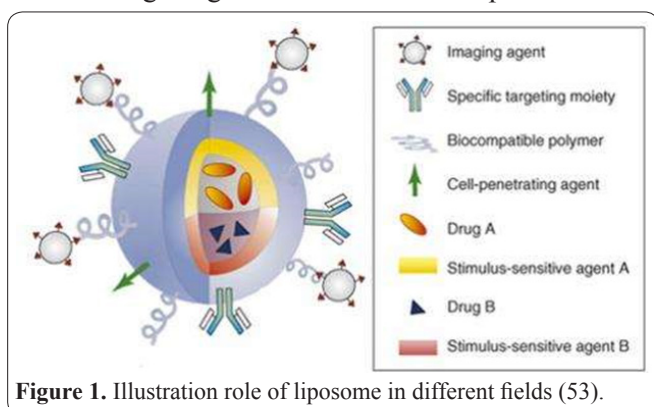 Imaging agent
Specific targeting moiety
Biocompatible polymer
Cell-penetrating agent
Drug A
Stimulus-sensitive agent A
Drug B
Stimulus-sensitive agent B
Figure 1. Illustration role of liposome in different fields (53).